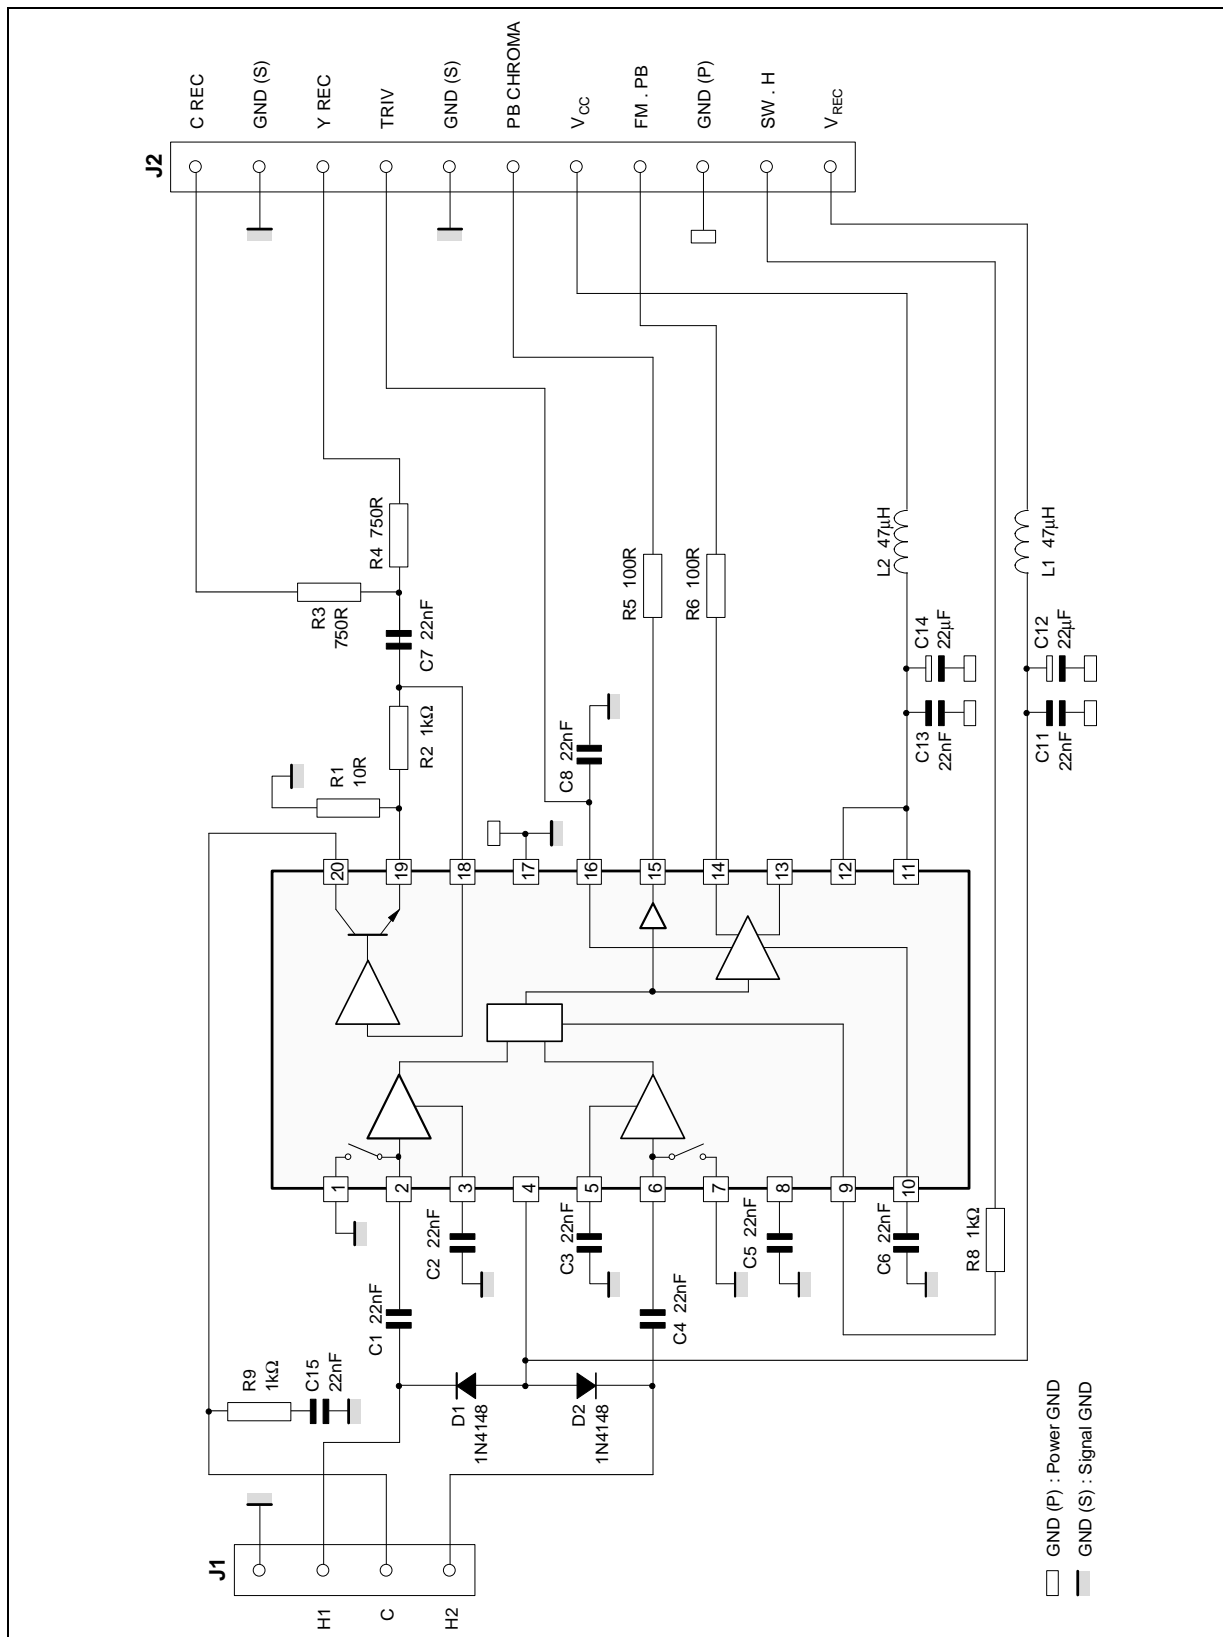 J2
C REC
GND (S)
Y REC
TRIV
GND (S)
PB CHROMA
VCC
FM . PB
GND (P)
SW . H
VREC
R4 750R
R3
750R
C7 22nF
R2 1kΩ
R1
10R
C8 22nF
R5 100R
R6 100R
L2 47µH
L1 47µH
C14
22µF
C13
22nF
C12
22µF
C11
22nF
20
19
18
17
16
15
14
13
12
11
1
2
3
4
5
6
7
8
9
10
C2 22nF
C3 22nF
C5 22nF
C6 22nF
R8 1kΩ
C1 22nF
C4 22nF
R9
1kΩ
C15
22nF
D1
1N4148
D2
1N4148
J1
H1
C
H2
GND (P) : Power GND
GND (S) : Signal GND